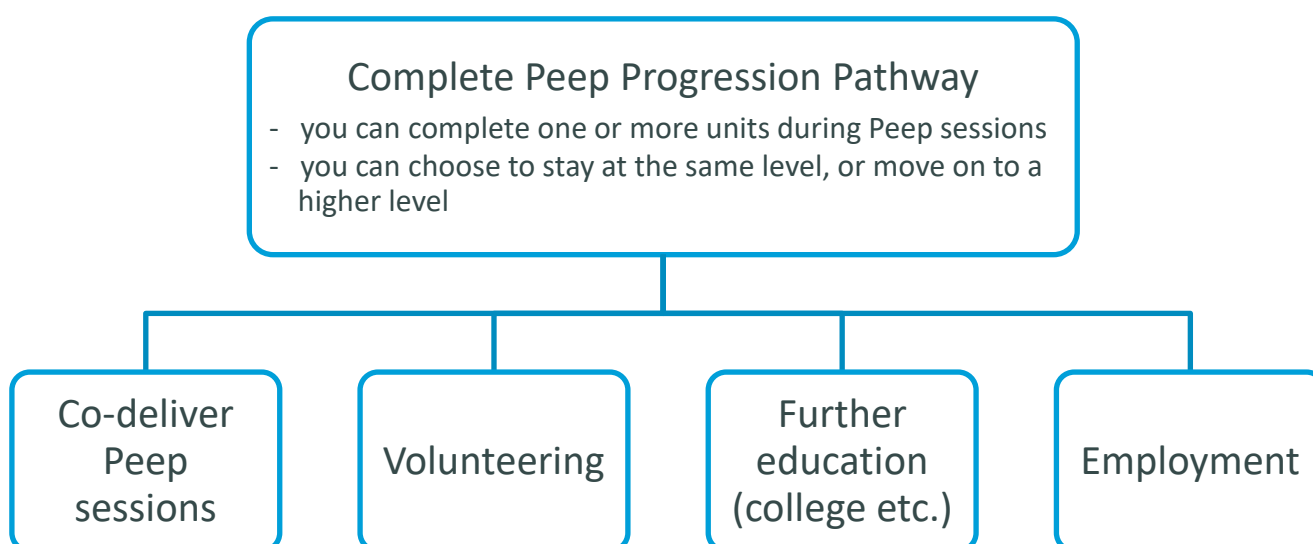 Complete Peep Progression Pathway
- you can complete one or more units during Peep sessions
- you can choose to stay at the same level, or move on to a
higher level
Co-deliver
Peep
sessions
Volunteering
Further
education
(college etc.)
Employment